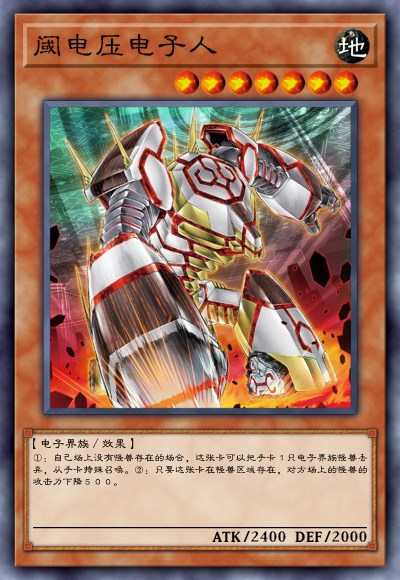 阈电压电子人
地
【电子界族／效果】
①：自己场上没有怪兽存在的场合，这张卡可以把手卡１只电子界族怪兽丢
弃，从手卡特殊召唤。②：只要这张卡在怪兽区域存在，对方场上的怪兽的
攻击力下降５００。
ATK/2400 DEF/2000